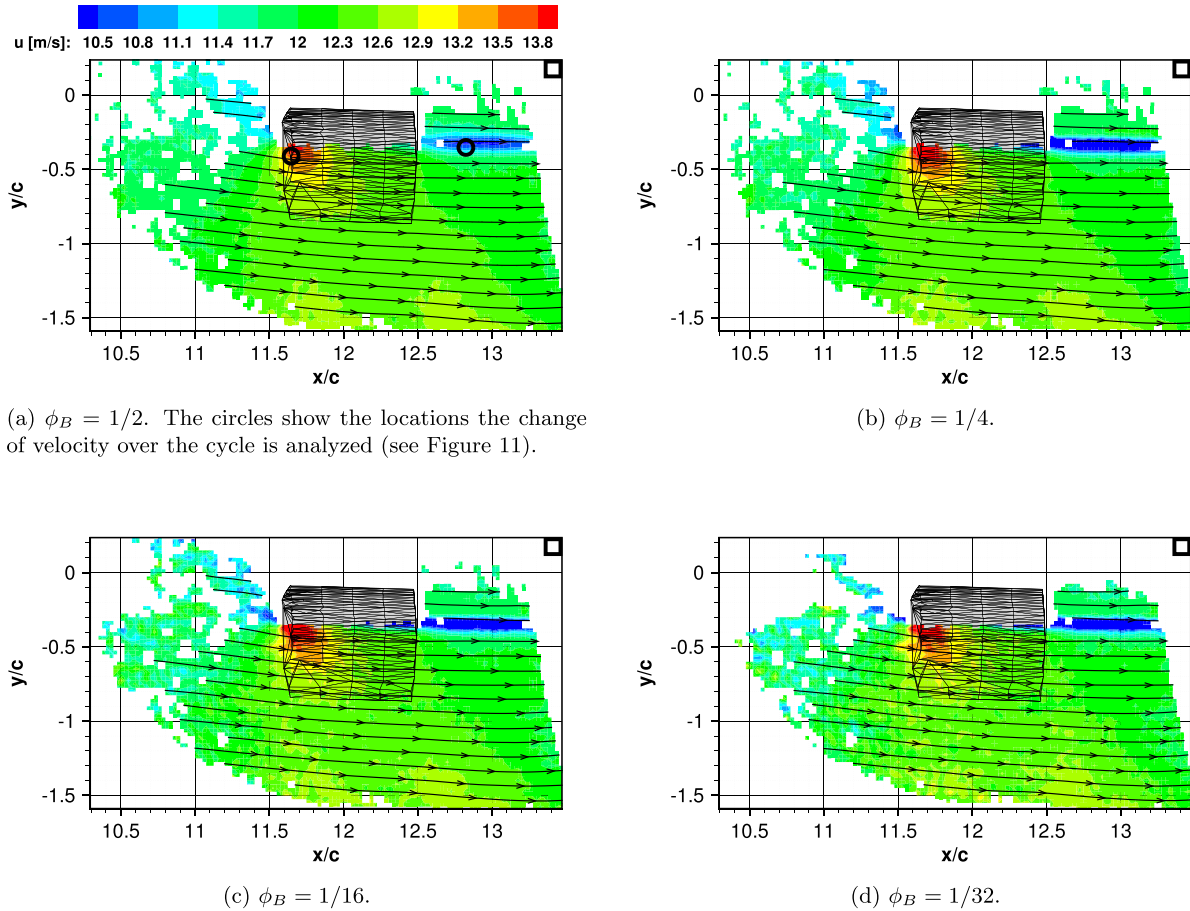 u [m/s]: 10.5 10.8 11.1 11.4 11.7 12 12.3 12.6 12.9 13.2 13.5 13.8
0
-0.5
-1
-1.5
y/c
10.5 11 11.5 12 12.5 13
x/c
(a) ϕB = 1/2. The circles show the locations the change
of velocity over the cycle is analyzed (see Figure 11).
0
-0.5
-1
-1.5
y/c
10.5 11 11.5 12 12.5 13
x/c
(b) ϕB = 1/4.
0
-0.5
-1
-1.5
y/c
10.5 11 11.5 12 12.5 13
x/c
(c) ϕB = 1/16.
0
-0.5
-1
-1.5
y/c
10.5 11 11.5 12 12.5 13
x/c
(d) ϕB = 1/32.